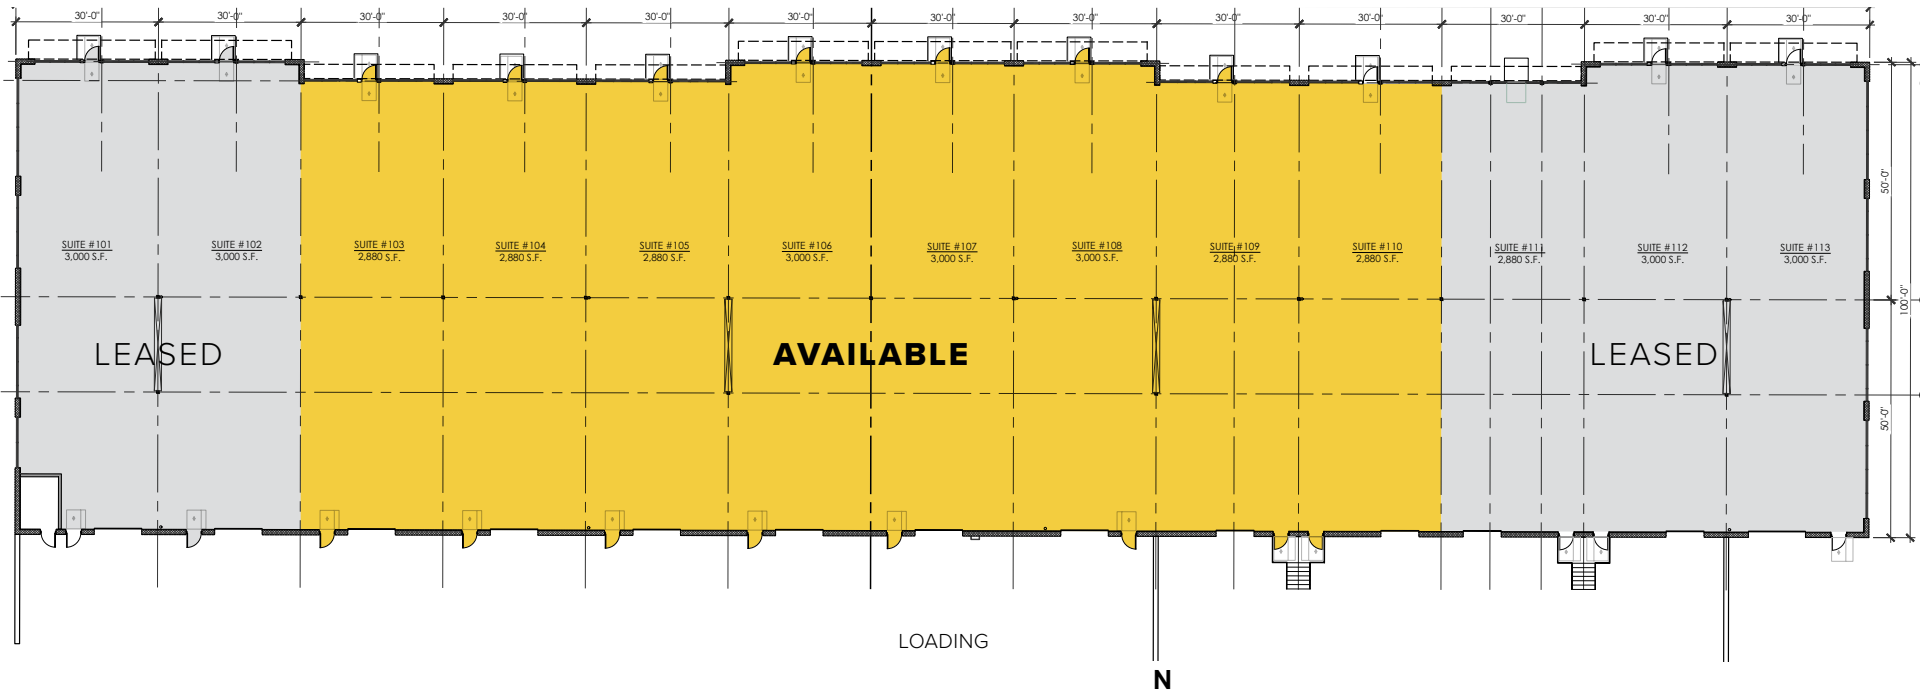 30'-0" 30'-0" 30'-0" 30'-0" 30'-0" 30'-0" 30'-0" 30'-0" 30'-0" 30'-0" 30'-0" 30'-0" 30'-0"
SUITE #101
3,000 S.F.
SUITE #102
3,000 S.F.
SUITE #103
2,880 S.F.
SUITE #104
2,880 S.F.
SUITE #105
2,880 S.F.
SUITE #106
3,000 S.F.
SUITE #107
3,000 S.F.
SUITE #108
3,000 S.F.
SUITE #109
2,880 S.F.
SUITE #110
2,880 S.F.
SUITE #111
2,880 S.F.
SUITE #112
3,000 S.F.
SUITE #113
3,000 S.F.
50'-0"
100'-0"
50'-0"
LEASED
AVAILABLE
LEASED
LOADING
N